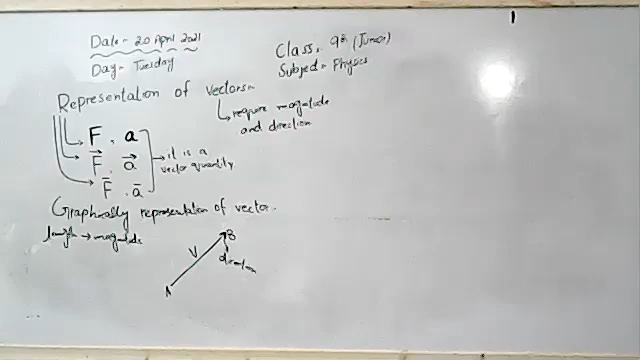 Date:- 20 April 2021
Class:- 9th (Junior)
Day:- Tuesday
Subject:- Physics
Representation of vectors:-
require magnitude
and direction
F , a
F⃗ , a⃗
F̄ , ā
it is a
vector quantity.
Graphically representation of vector.
length → magnitude
A
V
B
direction